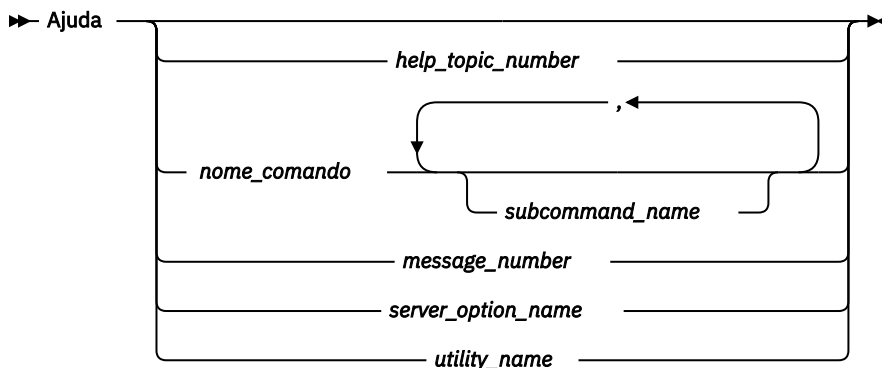 Ajuda
help_topic_number
,
nome_comando
subcommand_name
message_number
server_option_name
utility_name